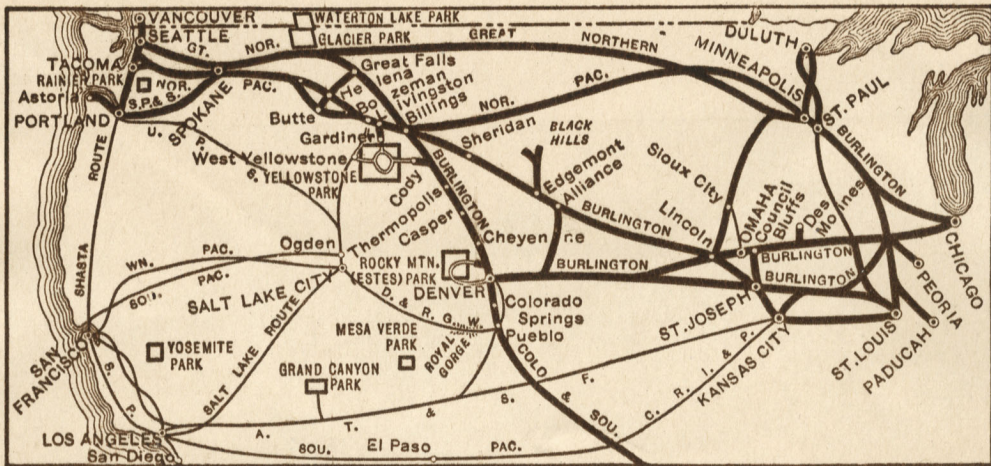 VANCOUVER
WATERTON LAKE PARK
SEATTLE
GLACIER PARK
GT. NOR.
GREAT NORTHERN
DULUTH
MINNEAPOLIS
ST. PAUL
TACOMA
RAINIER PARK
NOR. PAC.
Astoria
S.P.& S.
PORTLAND
SPOKANE
Great Falls
Helena
Bozeman
Livingston
Billings
Butte
Gardiner
NOR. PAC.
Sheridan
BLACK HILLS
U. P. S.
West Yellowstone
YELLOWSTONE PARK
Cody
BURLINGTON
Thermopolis
Casper
Edgemont
Alliance
BURLINGTON
Sioux City
Lincoln
OMAHA
Council Bluffs
Des Moines
BURLINGTON
CHICAGO
SHASTA ROUTE
WN. PAC.
SOU. PAC.
Ogden
SALT LAKE CITY
Cheyenne
ROCKY MTN. (ESTES) PARK
DENVER
BURLINGTON
BURLINGTON
BURLINGTON
PEORIA
D. & R. G. W.
Colorado Springs
Pueblo
ROYAL GORGE
ST. JOSEPH
KANSAS CITY
ST. LOUIS
PADUCAH
SAN FRANCISCO
YOSEMITE PARK
MESA VERDE PARK
GRAND CANYON PARK
SALT LAKE ROUTE
S. P.
LOS ANGELES
San Diego
A. T. & S. F.
COLO. & SOU.
C. R. I. & P.
SOU. PAC.
El Paso